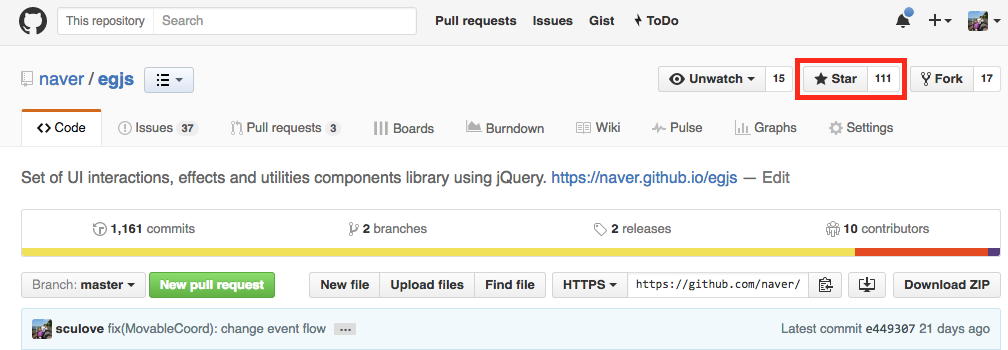 This repository Search Pull requests Issues Gist ToDo
naver / egjs Unwatch 15 Star 111 Fork 17
Code Issues 37 Pull requests 3 Boards Burndown Wiki Pulse Graphs Settings
Set of UI interactions, effects and utilities components library using jQuery. https://naver.github.io/egjs — Edit
1,161 commits 2 branches 2 releases 10 contributors
Branch: master New pull request New file Upload files Find file HTTPS https://github.com/naver/ Download ZIP
sculove fix(MovableCoord): change event flow ... Latest commit e449307 21 days ago